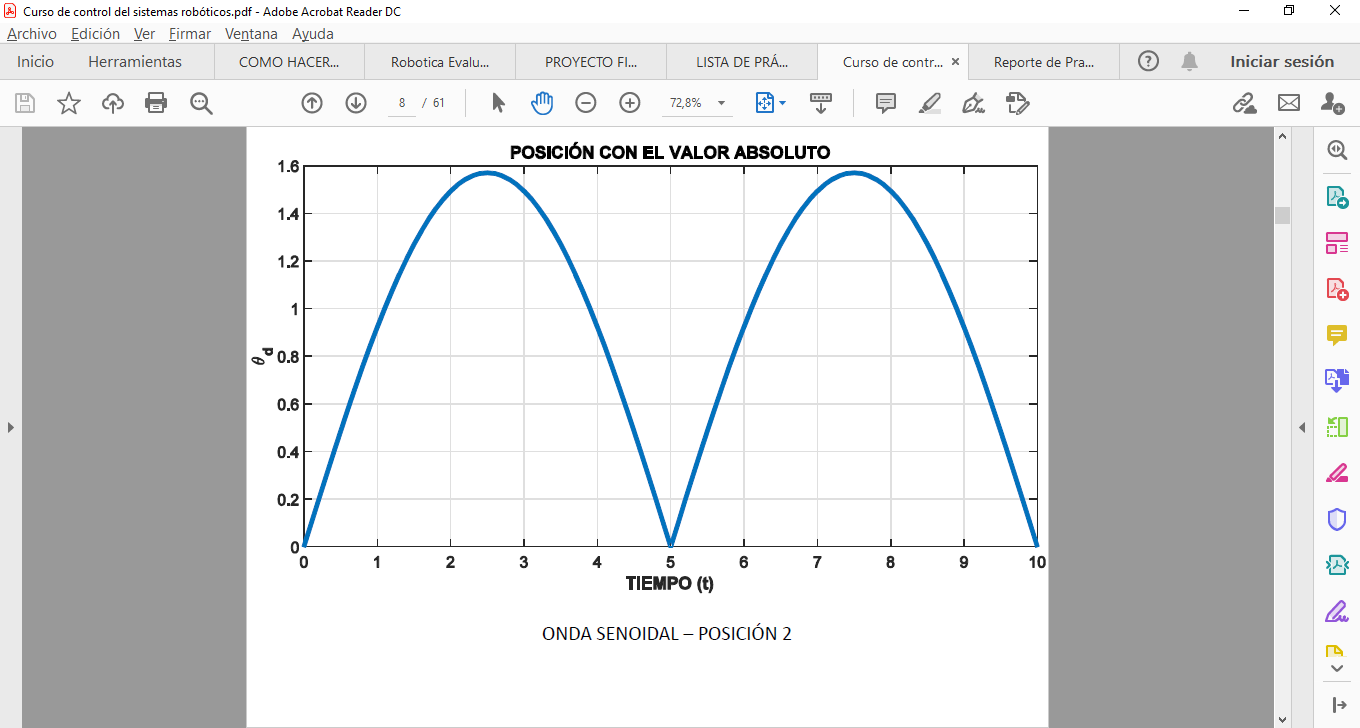 Curso de control del sistemas robóticos.pdf - Adobe Acrobat Reader DC
Archivo Edición Ver Firmar Ventana Ayuda
Inicio Herramientas COMO HACER... Robotica Evalu... PROYECTO FI... LISTA DE PRÁ... Curso de contr... Reporte de Pra... Iniciar sesión
8 / 61 72,8%
POSICIÓN CON EL VALOR ABSOLUTO
1.6
1.4
1.2
1
0.8
0.6
0.4
0.2
0
θd
0 1 2 3 4 5 6 7 8 9 10
TIEMPO (t)
ONDA SENOIDAL – POSICIÓN 2